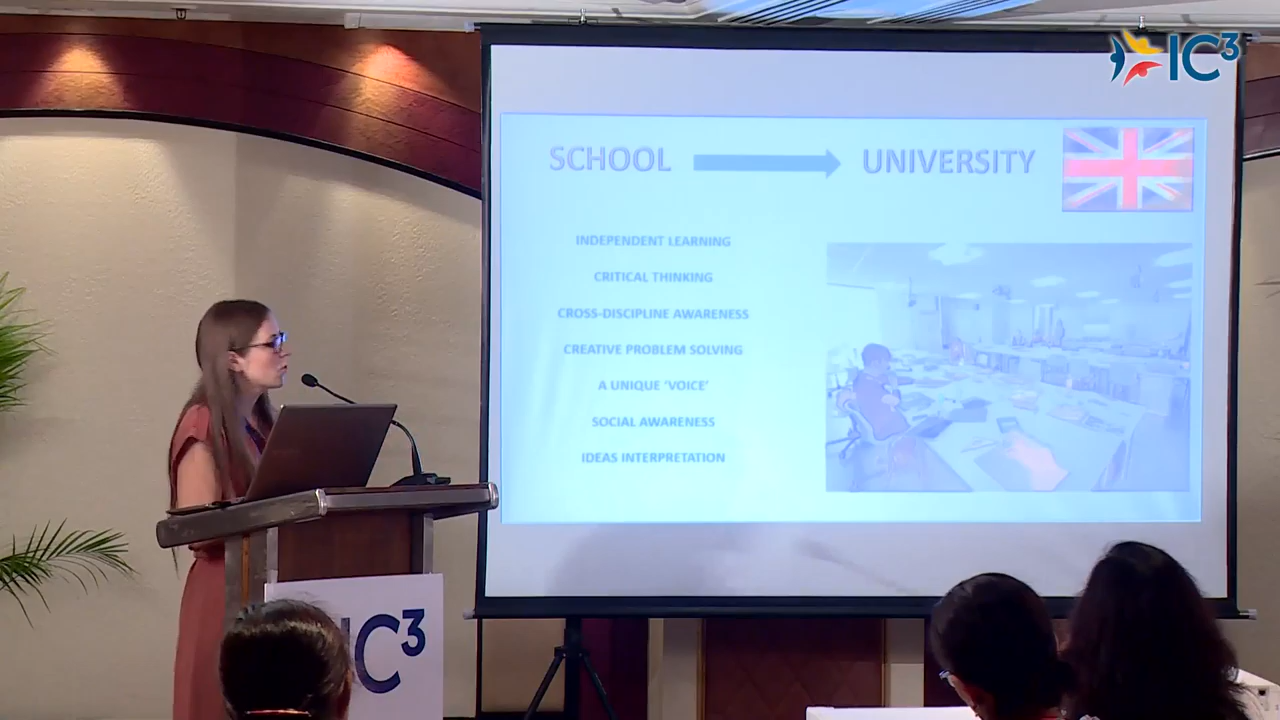 IC³
SCHOOL UNIVERSITY
INDEPENDENT LEARNING
CRITICAL THINKING
CROSS-DISCIPLINE AWARENESS
CREATIVE PROBLEM SOLVING
A UNIQUE 'VOICE'
SOCIAL AWARENESS
IDEAS INTERPRETATION
IC³